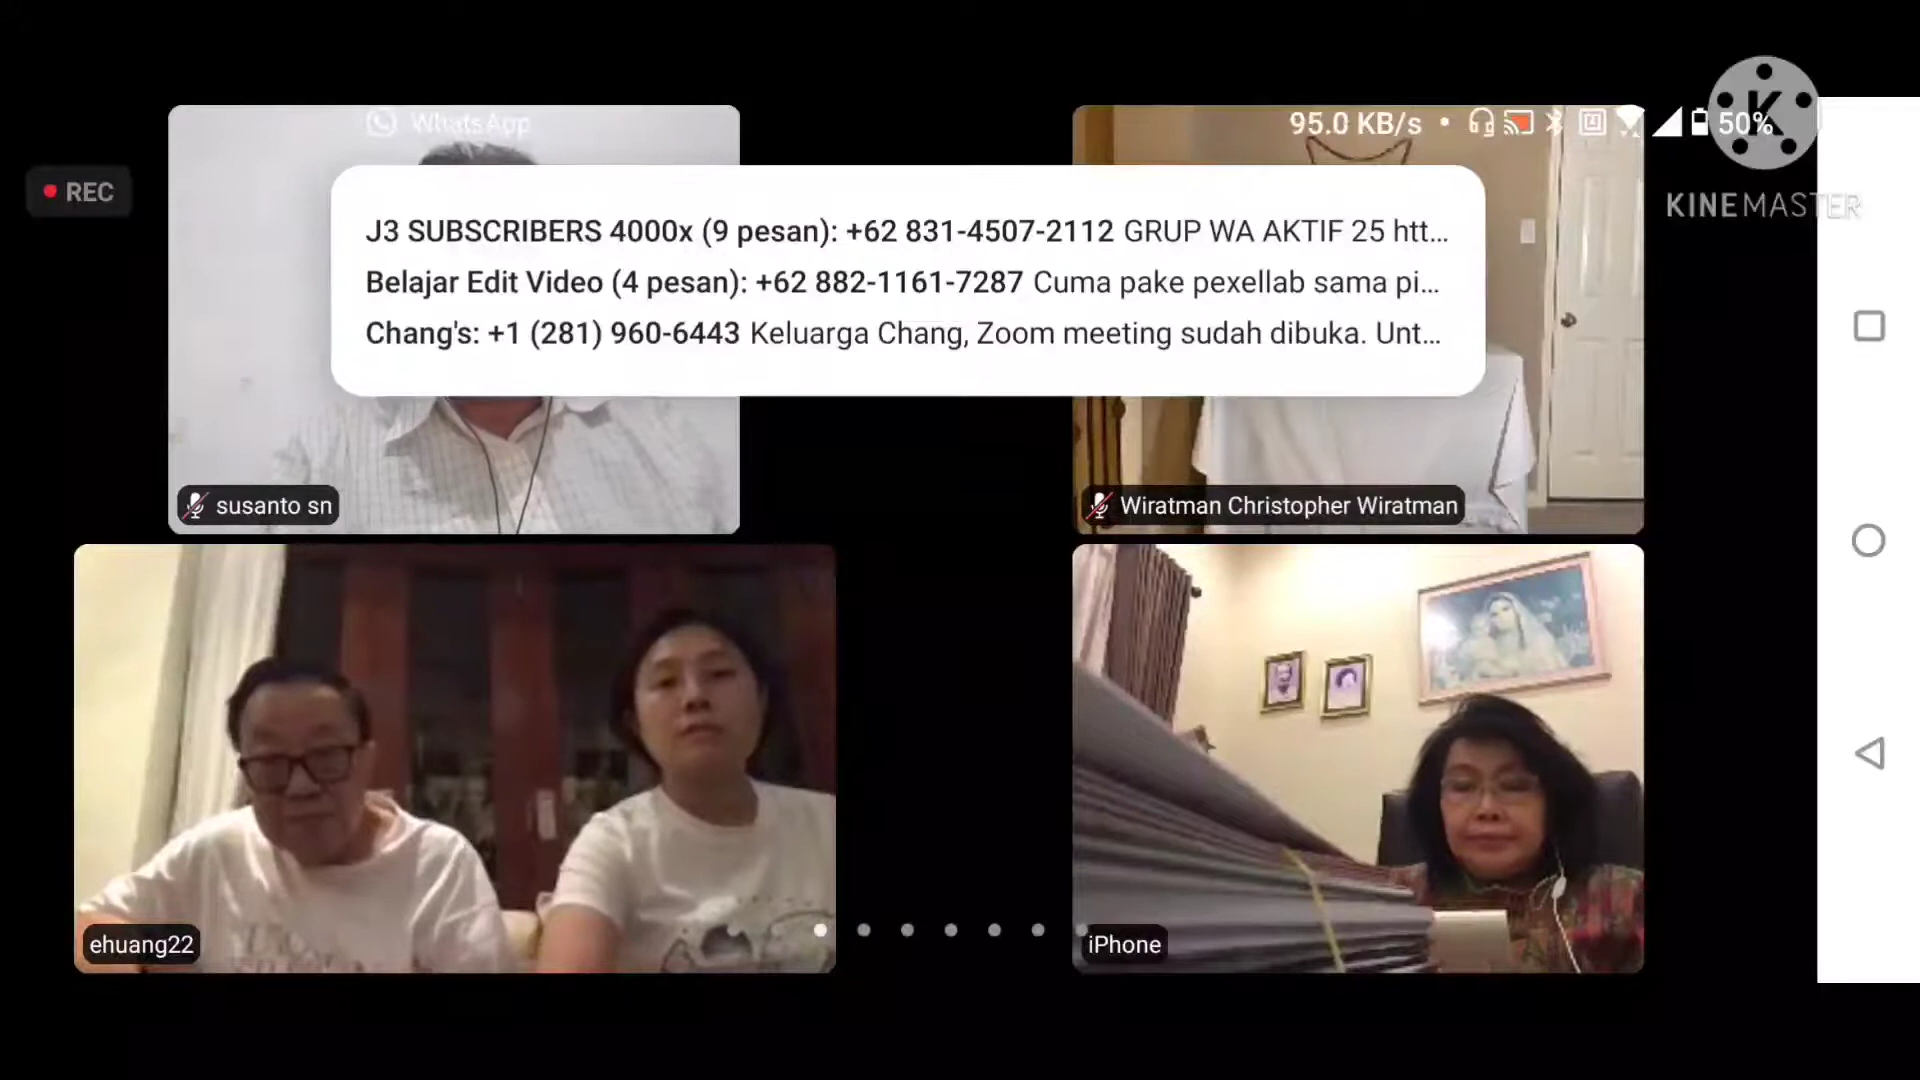 WhatsApp
95.0 KB/s • 50%
K
KINEMASTER
REC
J3 SUBSCRIBERS 4000x (9 pesan): +62 831-4507-2112 GRUP WA AKTIF 25 htt...
Belajar Edit Video (4 pesan): +62 882-1161-7287 Cuma pake pexellab sama pi...
Chang's: +1 (281) 960-6443 Keluarga Chang, Zoom meeting sudah dibuka. Unt...
susanto sn
Wiratman Christopher Wiratman
ehuang22
iPhone